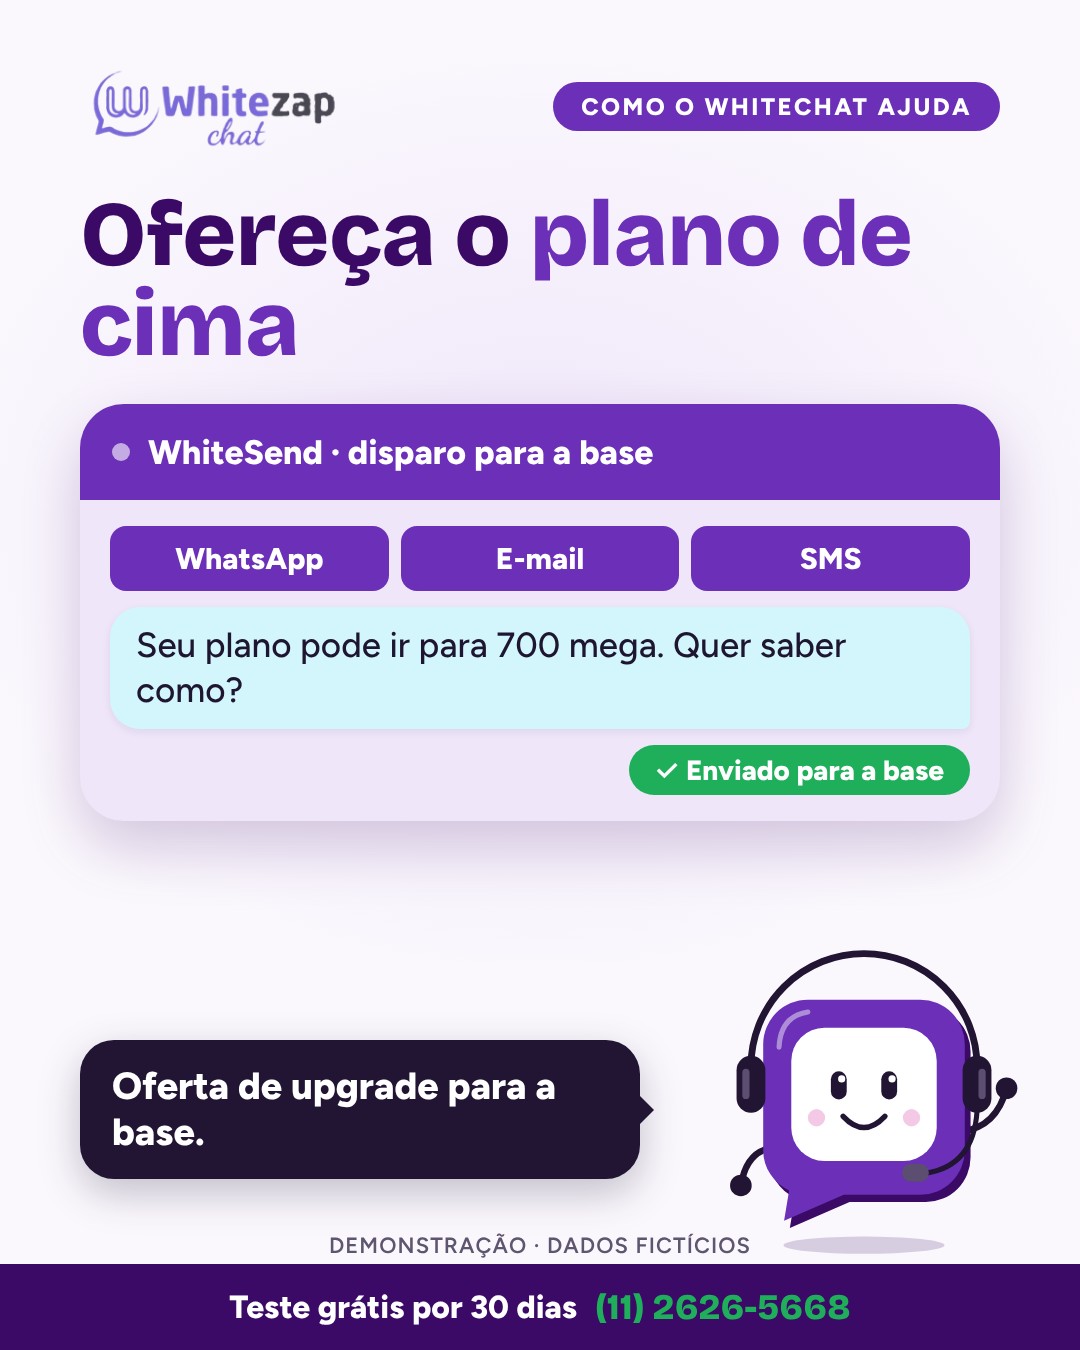 Whitezap
chat
COMO O WHITECHAT AJUDA
Ofereça o plano de
cima
WhiteSend · disparo para a base
WhatsApp
E-mail
SMS
Seu plano pode ir para 700 mega. Quer saber
como?
✓ Enviado para a base
Oferta de upgrade para a
base.
DEMONSTRAÇÃO · DADOS FICTÍCIOS
Teste grátis por 30 dias (11) 2626-5668